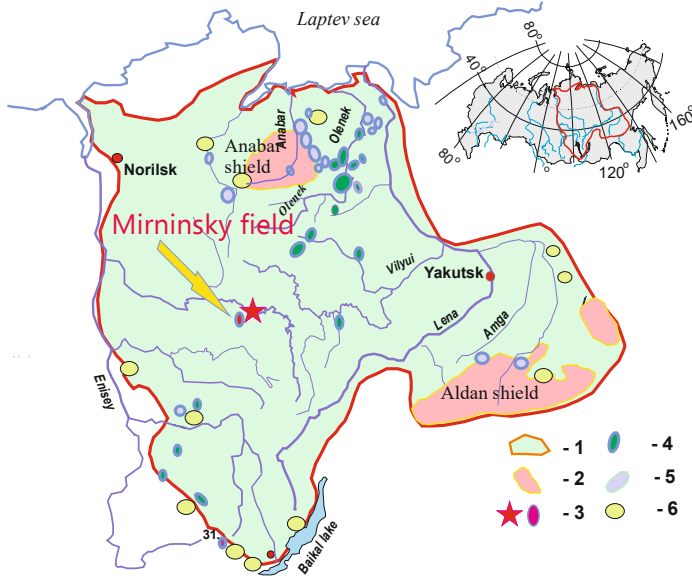 Laptev sea
80°
40°
160°
80°
0°
120°
Norilsk
Anabar
shield
Anabar
Olenek
Olenek
Mirninsky field
Vilyui
Yakutsk
Lena
Amga
Enisey
Aldan shield
31.
Baikal lake
- 1
- 2
- 3
- 4
- 5
- 6